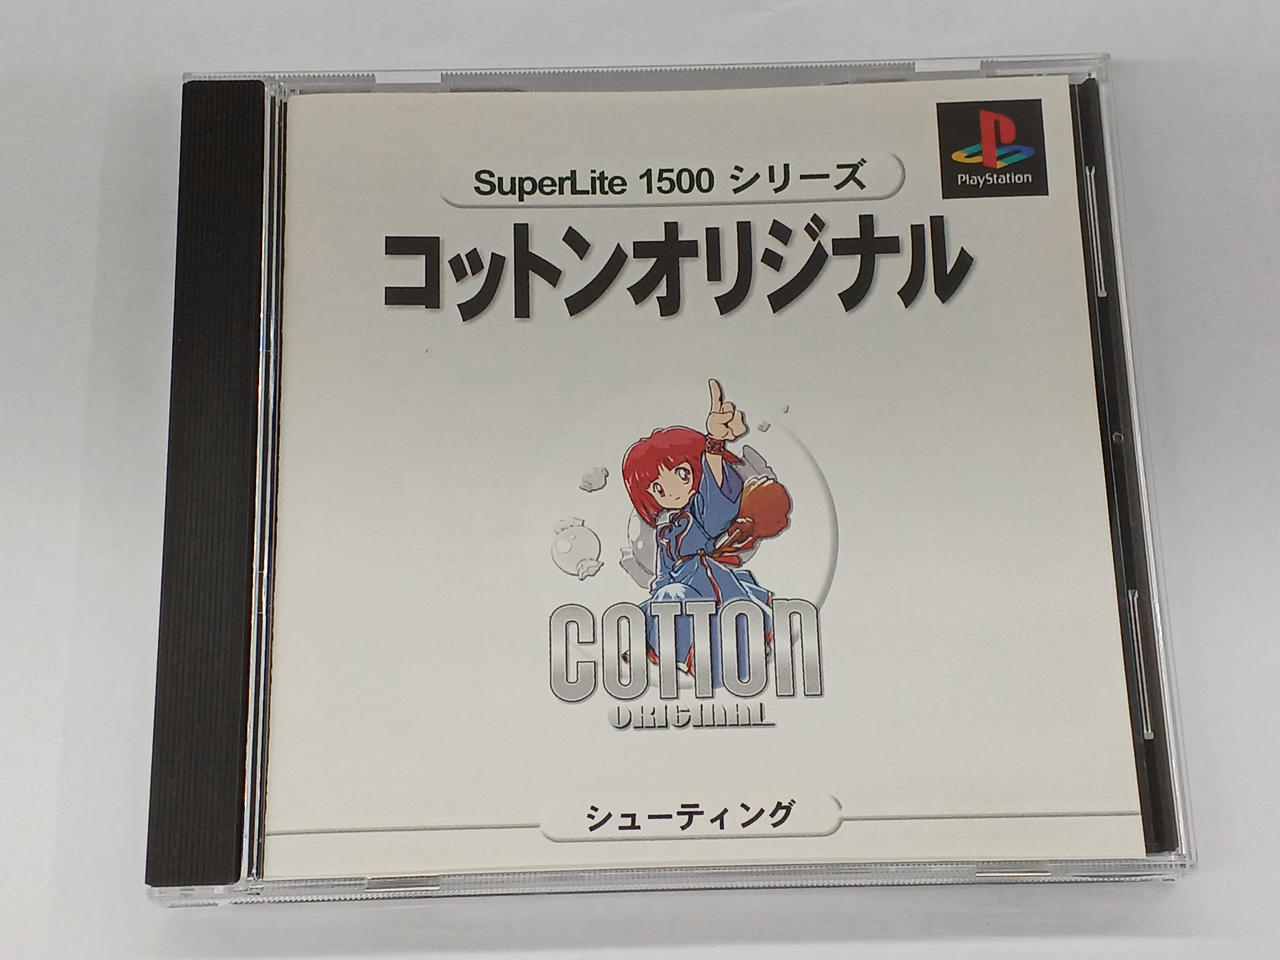 PlayStation
SuperLite 1500 シリーズ
コットンオリジナル
COTTON
ORIGINAL
シューティング